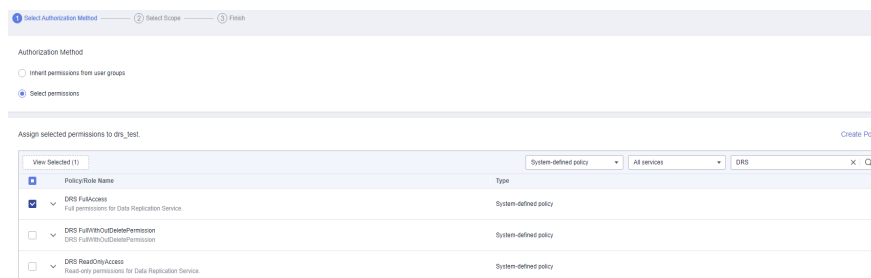 1 Select Authorization Method 2 Select Scope 3 Finish
Authorization Method
Inherit permissions from user groups
Select permissions
Assign selected permissions to drs_test.
Create Po
View Selected (1) System-defined policy All services DRS
Policy/Role Name Type
DRS FullAccess
Full permissions for Data Replication Service.
System-defined policy
DRS FullWithOutDeletePermission
DRS FullWithOutDeletePermission
System-defined policy
DRS ReadOnlyAccess
Read-only permissions for Data Replication Service.
System-defined policy